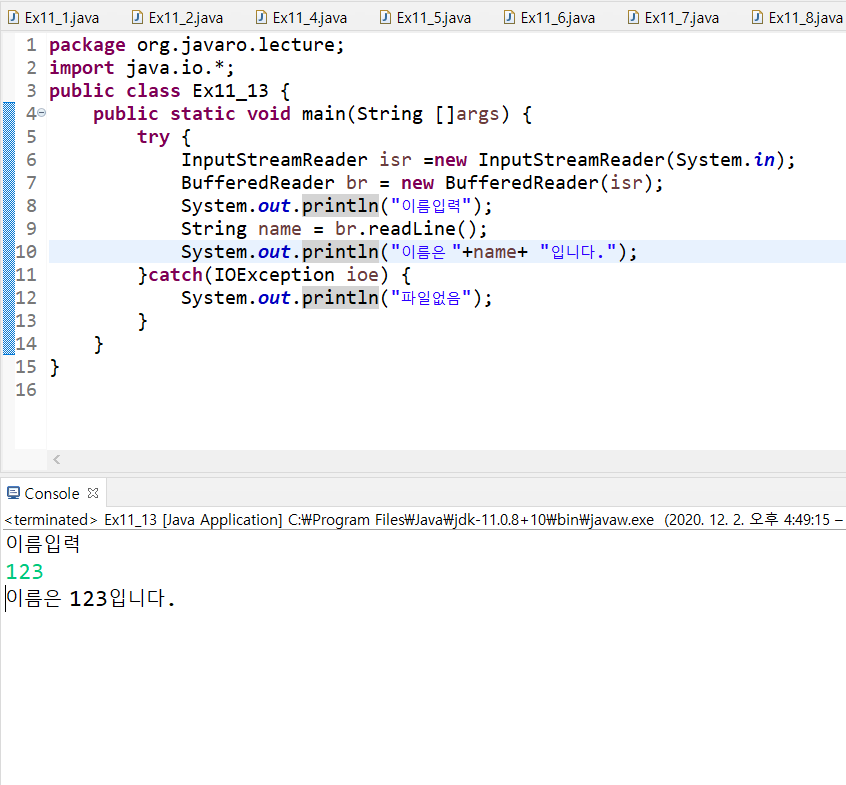 Ex11_1.java Ex11_2.java Ex11_4.java Ex11_5.java Ex11_6.java Ex11_7.java Ex11_8.java
1 package org.javaro.lecture;
2 import java.io.*;
3 public class Ex11_13 {
4 public static void main(String []args) {
5 try {
6 InputStreamReader isr =new InputStreamReader(System.in);
7 BufferedReader br = new BufferedReader(isr);
8 System.out.println("이름입력");
9 String name = br.readLine();
10 System.out.println("이름은 "+name+ "입니다.");
11 }catch(IOException ioe) {
12 System.out.println("파일없음");
13 }
14 }
15 }
16
Console
<terminated> Ex11_13 [Java Application] C:₩Program Files₩Java₩jdk-11.0.8+10₩bin₩javaw.exe (2020. 12. 2. 오후 4:49:15 –
이름입력
123
이름은 123입니다.